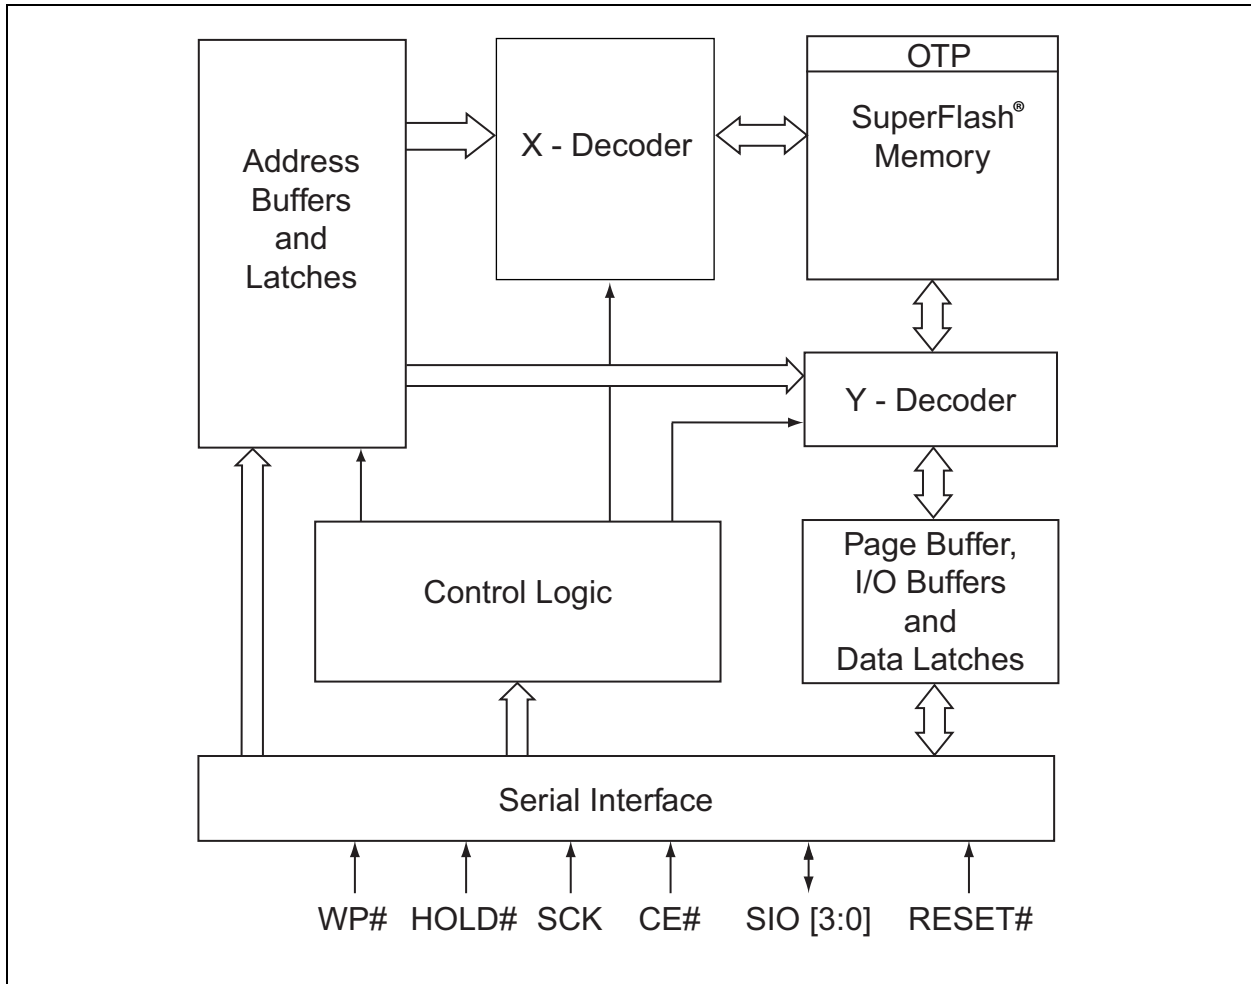 OTP
SuperFlash®
Memory
X - Decoder
Address
Buffers
and
Latches
Y - Decoder
Page Buffer,
I/O Buffers
and
Data Latches
Control Logic
Serial Interface
WP# HOLD# SCK CE# SIO [3:0] RESET#